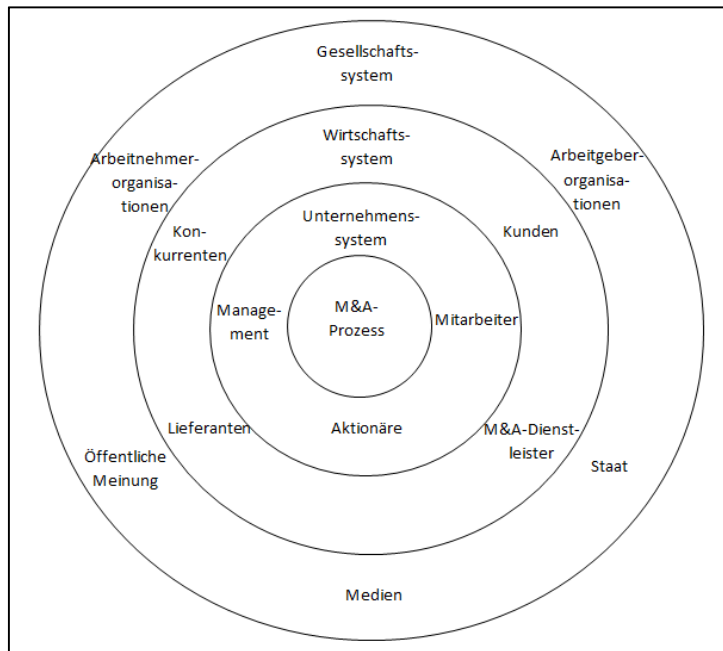 Gesellschafts-
system
Wirtschafts-
system
Arbeitnehmer-
organisa-
tionen
Arbeitgeber-
organisa-
tionen
Unternehmens-
system
Kon-
kurrenten
Kunden
Manage-
ment
M&A-
Prozess
Mitarbeiter
Lieferanten
Aktionäre
M&A-Dienst-
leister
Öffentliche
Meinung
Staat
Medien